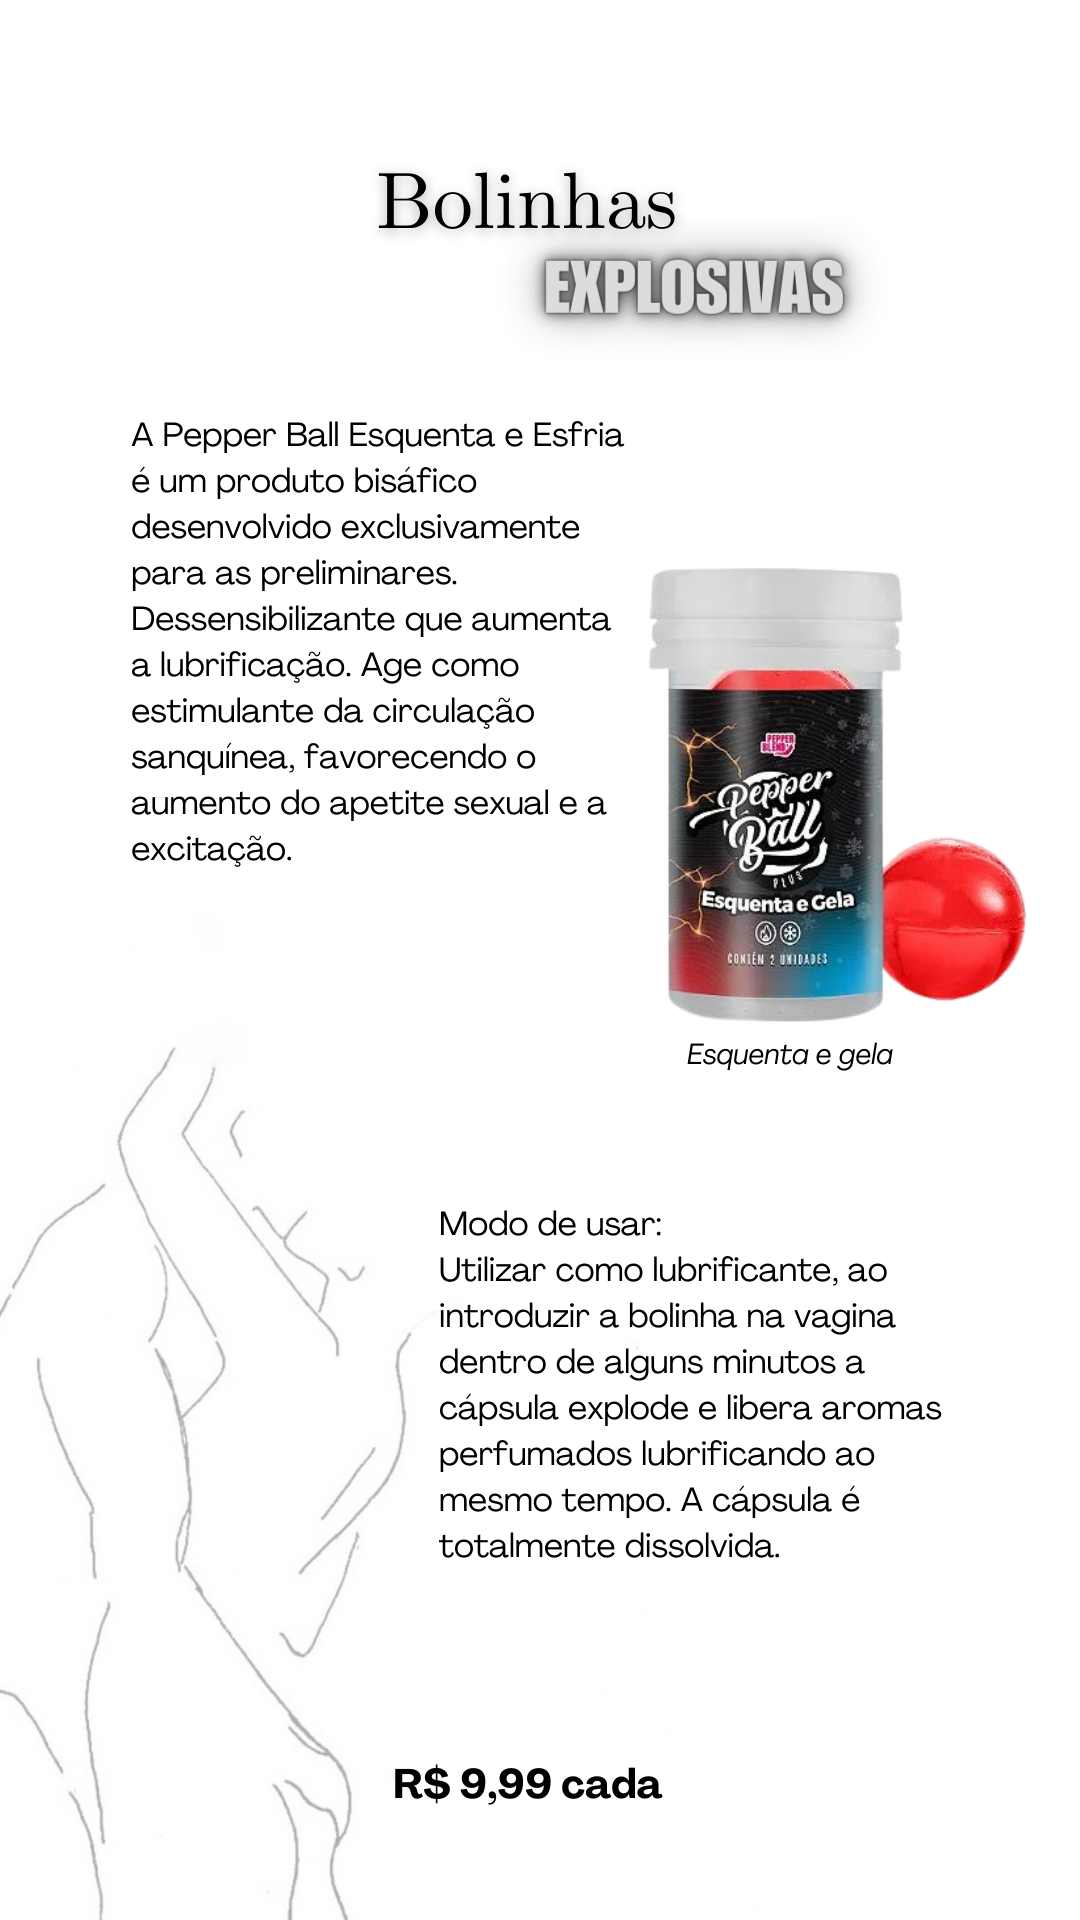 Bolinhas
EXPLOSIVAS
A Pepper Ball Esquenta e Esfria
é um produto bisáfico
desenvolvido exclusivamente
para as preliminares.
Dessensibilizante que aumenta
a lubrificação. Age como
estimulante da circulação
sanquínea, favorecendo o
aumento do apetite sexual e a
excitação.
PEPPER
BLEND
Pepper
Ball
PLUS
Esquenta e Gela
CONTÉM 2 UNIDADES
Esquenta e gela
Modo de usar:
Utilizar como lubrificante, ao
introduzir a bolinha na vagina
dentro de alguns minutos a
cápsula explode e libera aromas
perfumados lubrificando ao
mesmo tempo. A cápsula é
totalmente dissolvida.
R$ 9,99 cada